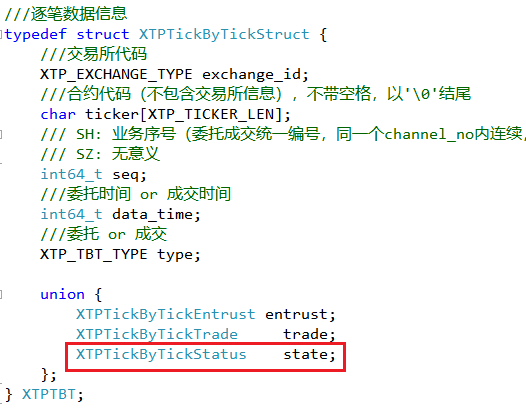 ///逐笔数据信息
typedef struct XTPTickByTickStruct {
///交易所代码
XTP_EXCHANGE_TYPE exchange_id;
///合约代码（不包含交易所信息），不带空格，以'\0'结尾
char ticker[XTP_TICKER_LEN];
/// SH: 业务序号（委托成交统一编号，同一个channel_no内连续，
/// SZ: 无意义
int64_t seq;
///委托时间 or 成交时间
int64_t data_time;
///委托 or 成交
XTP_TBT_TYPE type;
union {
XTPTickByTickEntrust entrust;
XTPTickByTickTrade trade;
XTPTickByTickStatus state;
};
} XTPTBT;